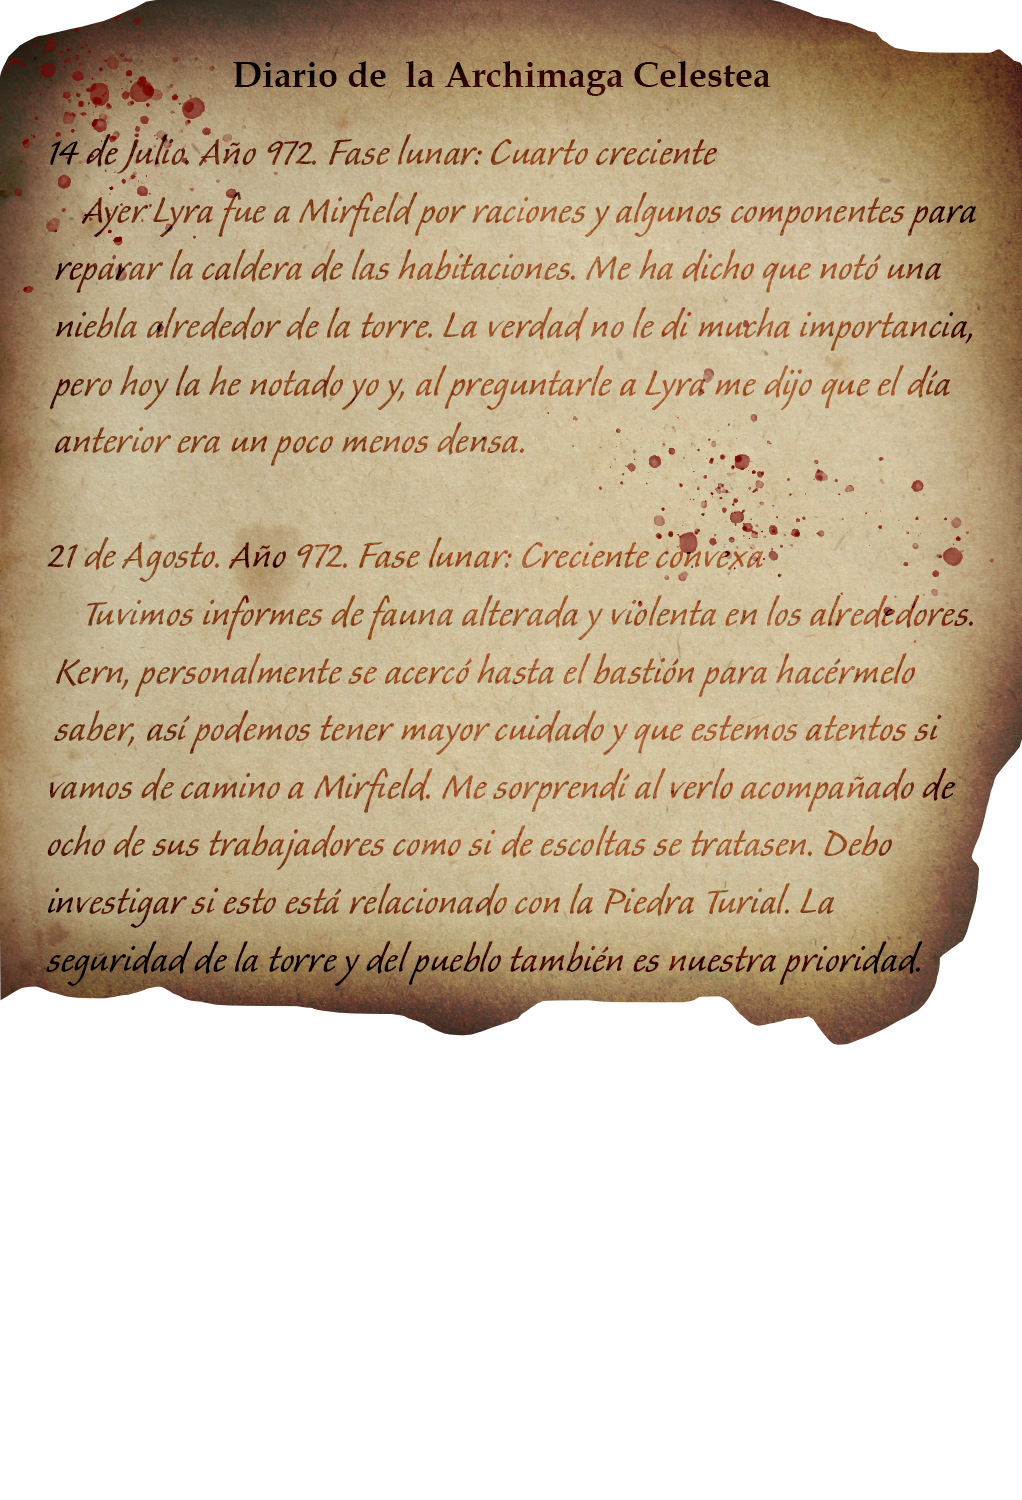 Diario de la Archimaga Celestea
14 de Julio. Año 972. Fase lunar: Cuarto creciente
Ayer Lyra fue a Mirfield por raciones y algunos componentes para
reparar la caldera de las habitaciones. Me ha dicho que notó una
niebla alrededor de la torre. La verdad no le di mucha importancia,
pero hoy la he notado yo y, al preguntarle a Lyra me dijo que el día
anterior era un poco menos densa.
21 de Agosto. Año 972. Fase lunar: Creciente convexa
Tuvimos informes de fauna alterada y violenta en los alrededores.
Kern, personalmente se acercó hasta el bastión para hacérmelo
saber, así podemos tener mayor cuidado y que estemos atentos si
vamos de camino a Mirfield. Me sorprendí al verlo acompañado de
ocho de sus trabajadores como si de escoltas se tratasen. Debo
investigar si esto está relacionado con la Piedra Turial. La
seguridad de la torre y del pueblo también es nuestra prioridad.